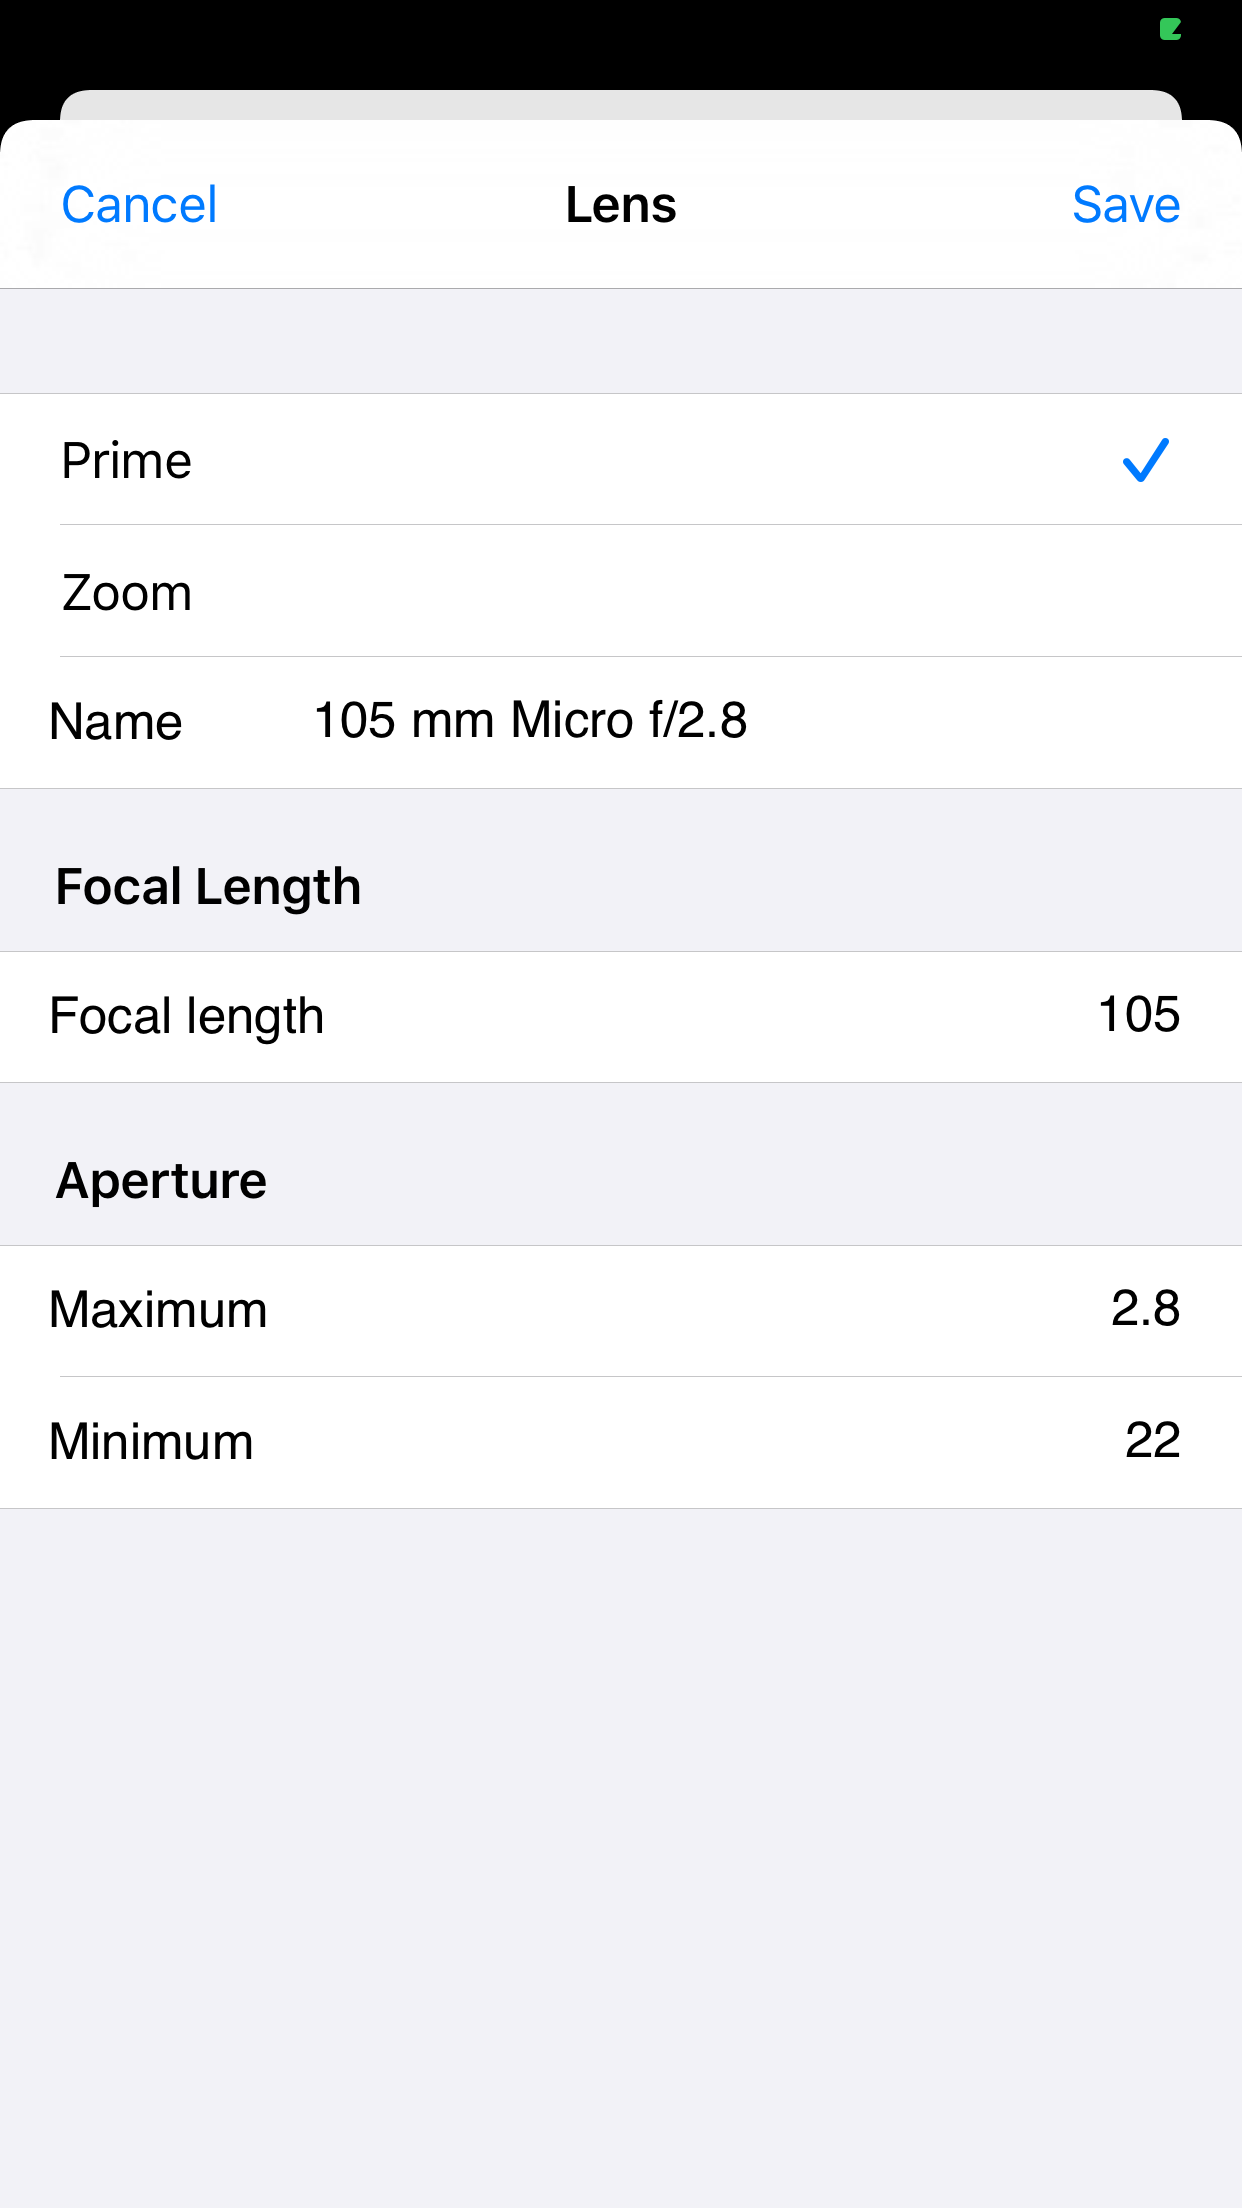 Cancel Lens Save
Prime
Zoom
Name 105 mm Micro f/2.8
Focal Length
Focal length 105
Aperture
Maximum 2.8
Minimum 22